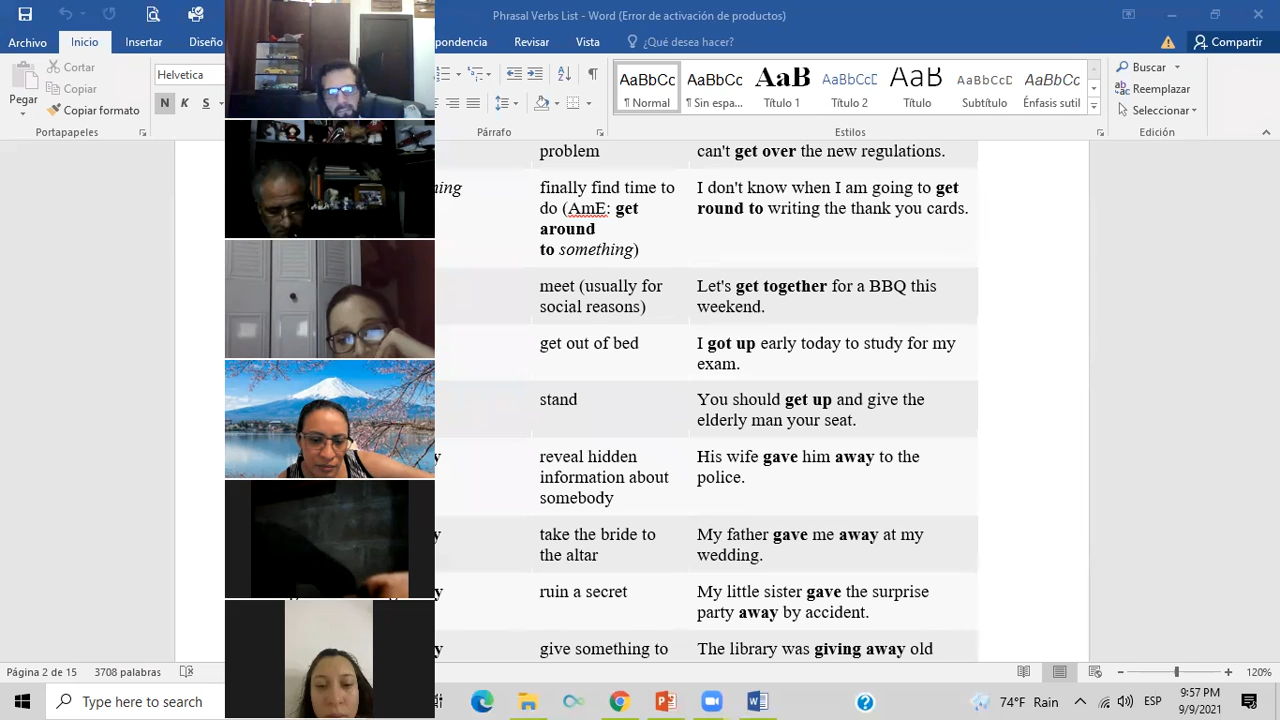 Phrasal Verbs List - Word (Error de activación de productos)
Archivo
Inicio
Insertar
Diseñ
pondencia
Revisar
Vista
¿Qué desea hacer?
Compartir
Pegar
Cortar
Copiar
Copiar formato
Portapapeles
Helvetica
N K S
Párrafo
AaBbCc AaBbCc AaB AaBbCcD AaB AaBbCcD AaBbCc
¶ Normal ¶ Sin espa... Título 1 Título 2 Título Subtítulo Énfasis sutil
Estilos
Buscar
Reemplazar
Seleccionar
Edición
problem
can't get over the new regulations.
hing
finally find time to
do (AmE: get
around
to something)
I don't know when I am going to get
round to writing the thank you cards.
meet (usually for
social reasons)
Let's get together for a BBQ this
weekend.
get out of bed
I got up early today to study for my
exam.
stand
You should get up and give the
elderly man your seat.
y
reveal hidden
information about
somebody
His wife gave him away to the
police.
y
take the bride to
the altar
My father gave me away at my
wedding.
y
ruin a secret
My little sister gave the surprise
party away by accident.
y
give something to
The library was giving away old
Página 2 de 15 3708 palabras
120%
Type here to search
74°F Rain
ESP
9:57 PM
9/9/2021